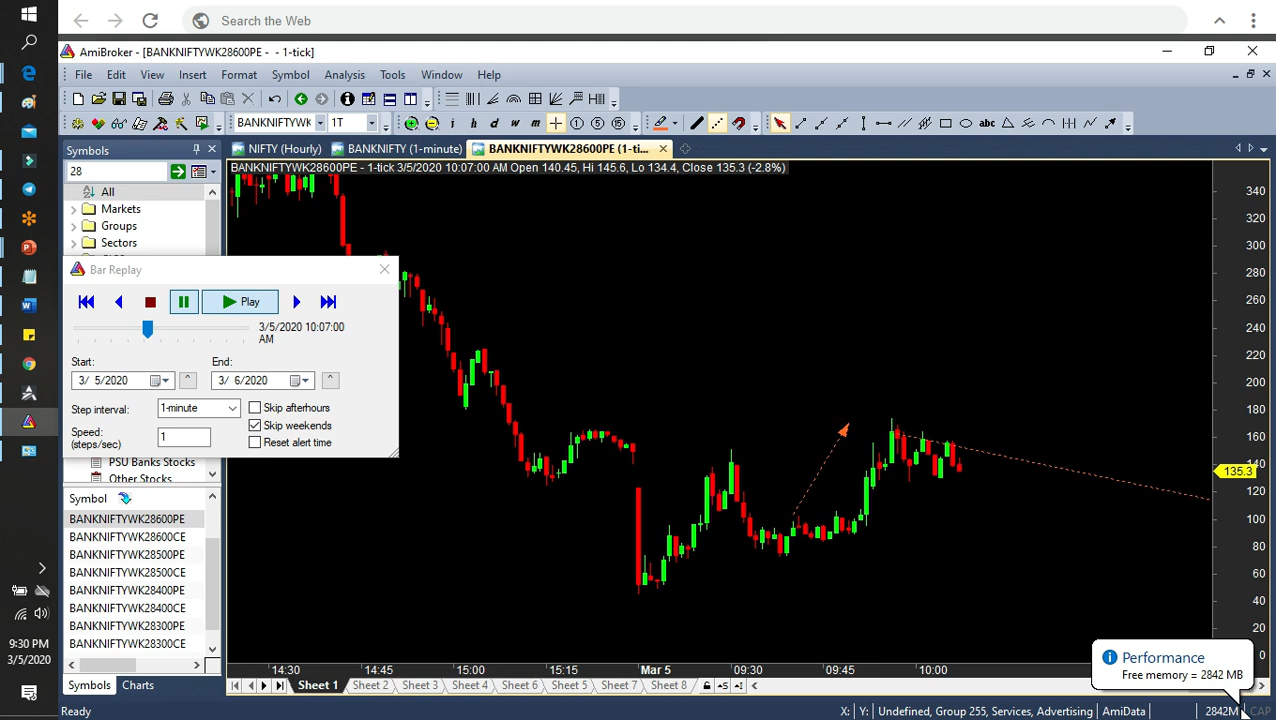 Search the Web
AmiBroker - [BANKNIFTYWK28600PE - - 1-tick]
File Edit View Insert Format Symbol Analysis Tools Window Help
BANKNIFTYWK 1T
i h d w m 1 5 15
abc
Symbols
NIFTY (Hourly) BANKNIFTY (1-minute) BANKNIFTYWK28600PE (1-ti...
28
BANKNIFTYWK28600PE - 1-tick 3/5/2020 10:07:00 AM Open 140.45, Hi 145.6, Lo 134.4, Close 135.3 (-2.8%)
All
Markets
Groups
Sectors
Bar Replay
Play
3/5/2020 10:07:00
AM
Start: End:
3/ 5/2020 3/ 6/2020
Step interval: 1-minute Skip afterhours
Skip weekends
Speed:
(steps/sec) 1 Reset alert time
PSU Banks Stocks
Other Stocks
Symbol
BANKNIFTYWK28600PE
BANKNIFTYWK28600CE
BANKNIFTYWK28500PE
BANKNIFTYWK28500CE
BANKNIFTYWK28400PE
BANKNIFTYWK28400CE
BANKNIFTYWK28300PE
BANKNIFTYWK28300CE
340
320
300
280
260
240
220
200
180
160
140
135.3
120
100
80
60
40
20
0
14:30 14:45 15:00 15:15 Mar 5 09:30 09:45 10:00
Performance
Free memory = 2842 MB
Symbols Charts
Sheet 1 Sheet 2 Sheet 3 Sheet 4 Sheet 6 Sheet 5 Sheet 7 Sheet 8
Ready
X: Y: Undefined, Group 255, Services, Advertising AmiData 2842M CAP
9:30 PM
3/5/2020